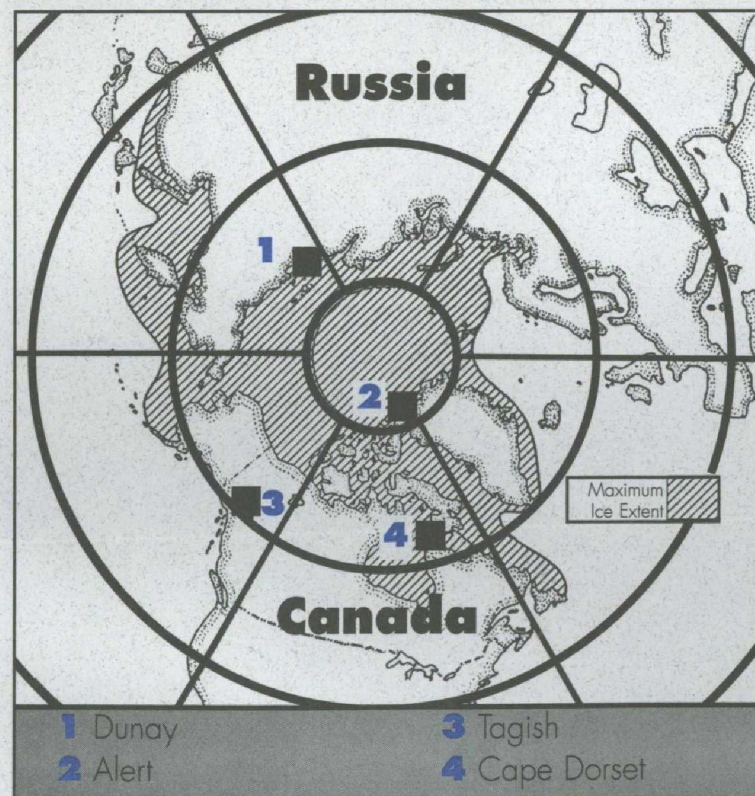 Russia
1
2
3
4
Maximum
Ice Extent
Canada
1 Dunay
2 Alert
3 Tagish
4 Cape Dorset